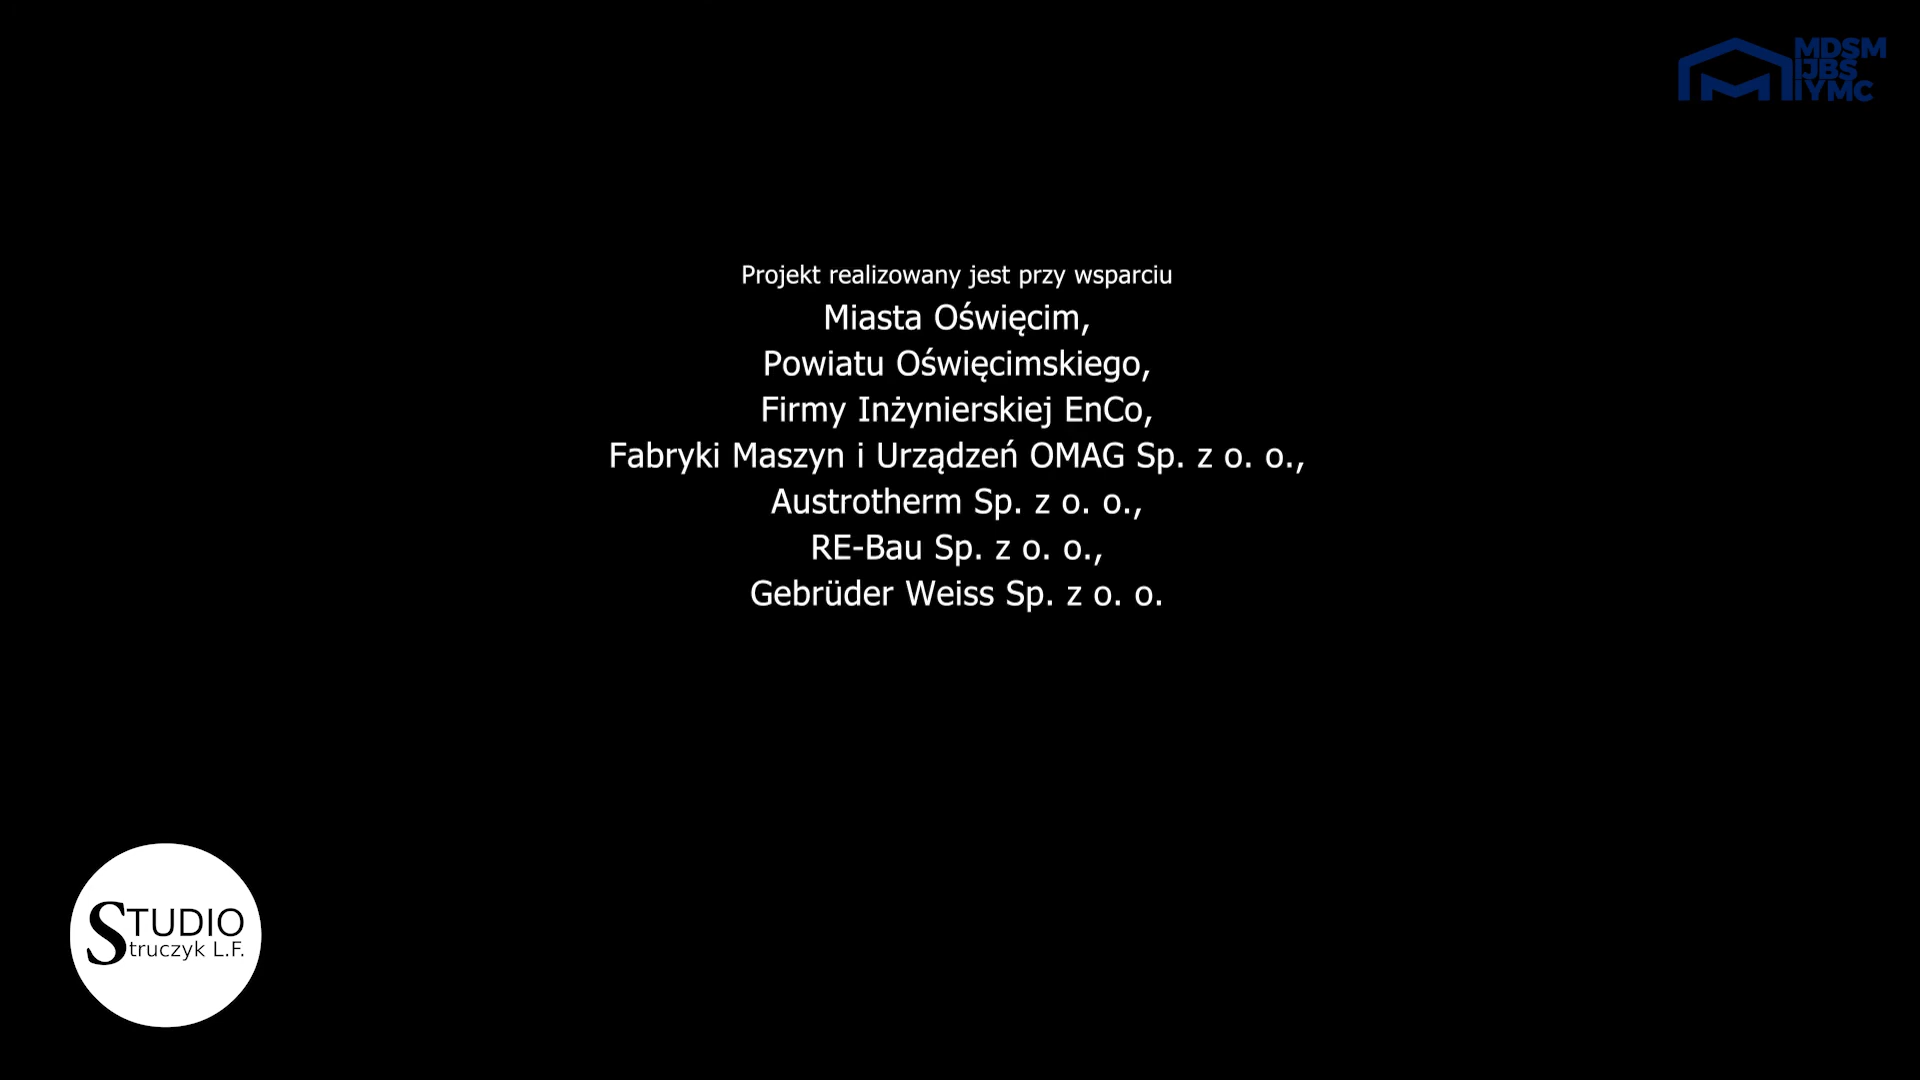 MDSM
IJBS
IYMC
Projekt realizowany jest przy wsparciu
Miasta Oświęcim,
Powiatu Oświęcimskiego,
Firmy Inżynierskiej EnCo,
Fabryki Maszyn i Urządzeń OMAG Sp. z o. o.,
Austrotherm Sp. z o. o.,
RE-Bau Sp. z o. o.,
Gebrüder Weiss Sp. z o. o.
STUDIO
Struczyk L.F.